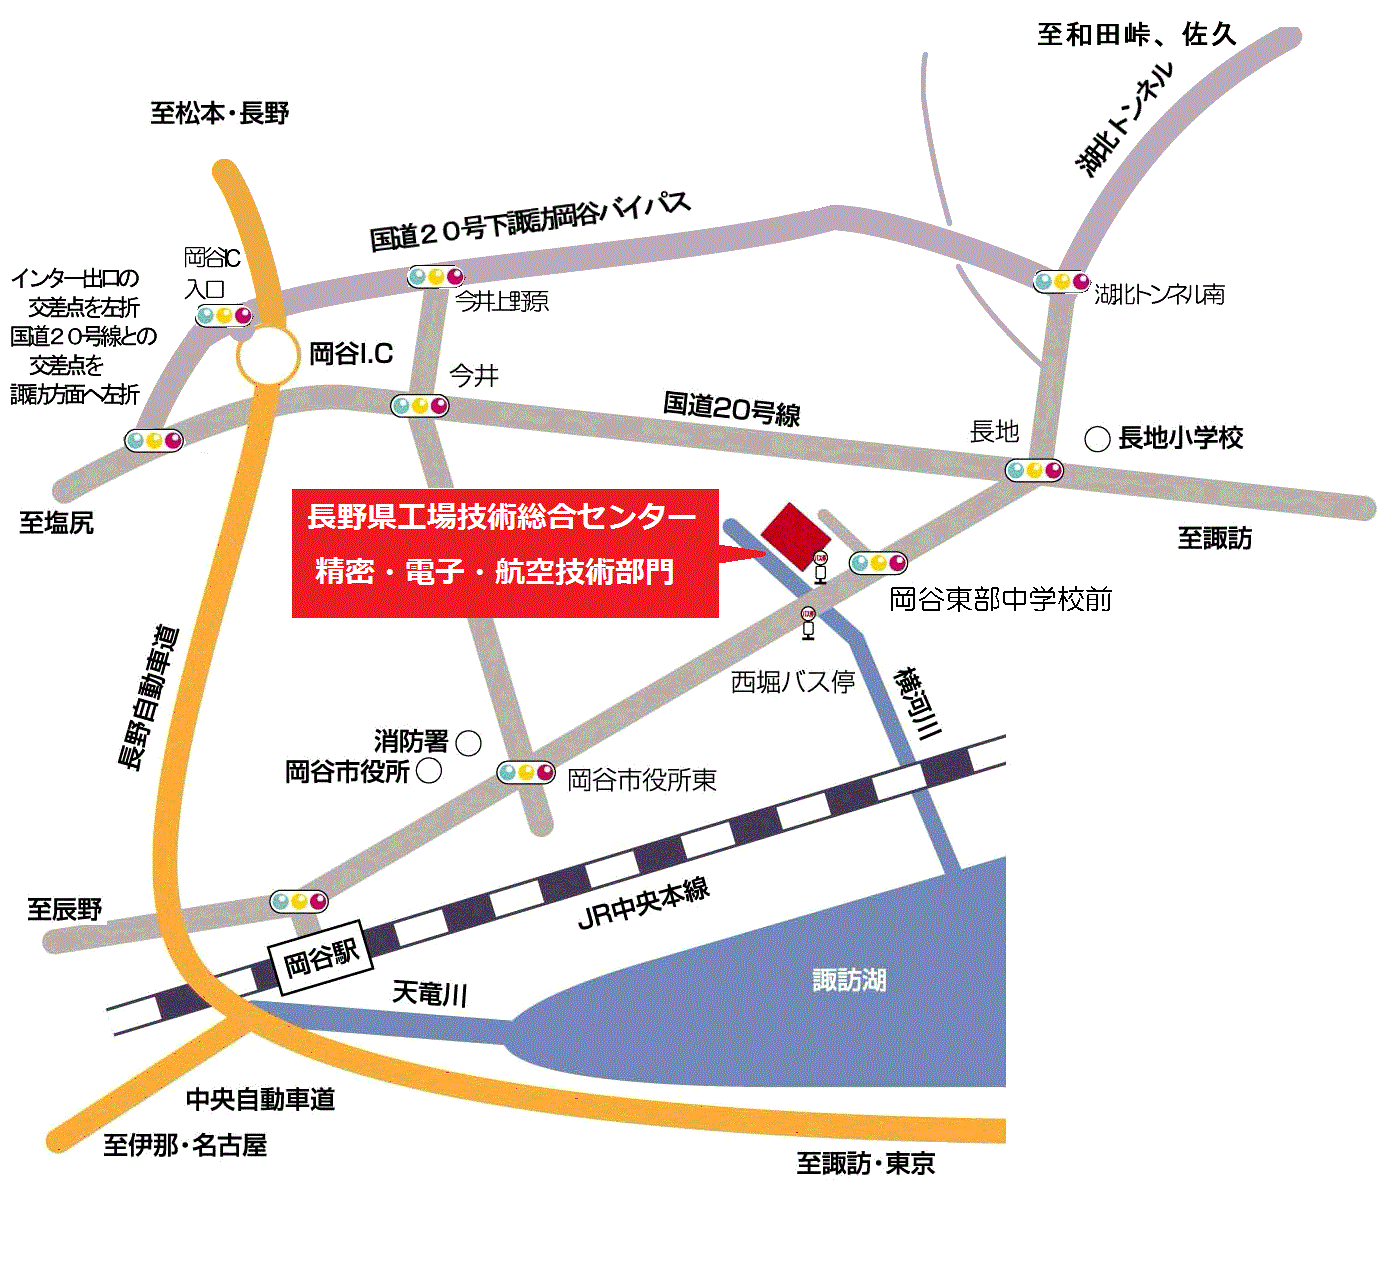 至和田峠、佐久
湖北トンネル
至松本・長野
国道２０号下諏訪岡谷バイパス
岡谷IC
入口
インター出口の
交差点を左折
国道２０号線との
交差点を
諏訪方面へ左折
今井上野原
湖北トンネル南
岡谷I.C
今井
国道20号線
長地
長地小学校
至塩尻
至諏訪
長野県工場技術総合センター
精密・電子・航空技術部門
岡谷東部中学校前
西堀バス停
横河川
長野自動車道
消防署
岡谷市役所
岡谷市役所東
至辰野
JR中央本線
岡谷駅
天竜川
諏訪湖
中央自動車道
至伊那・名古屋
至諏訪・東京